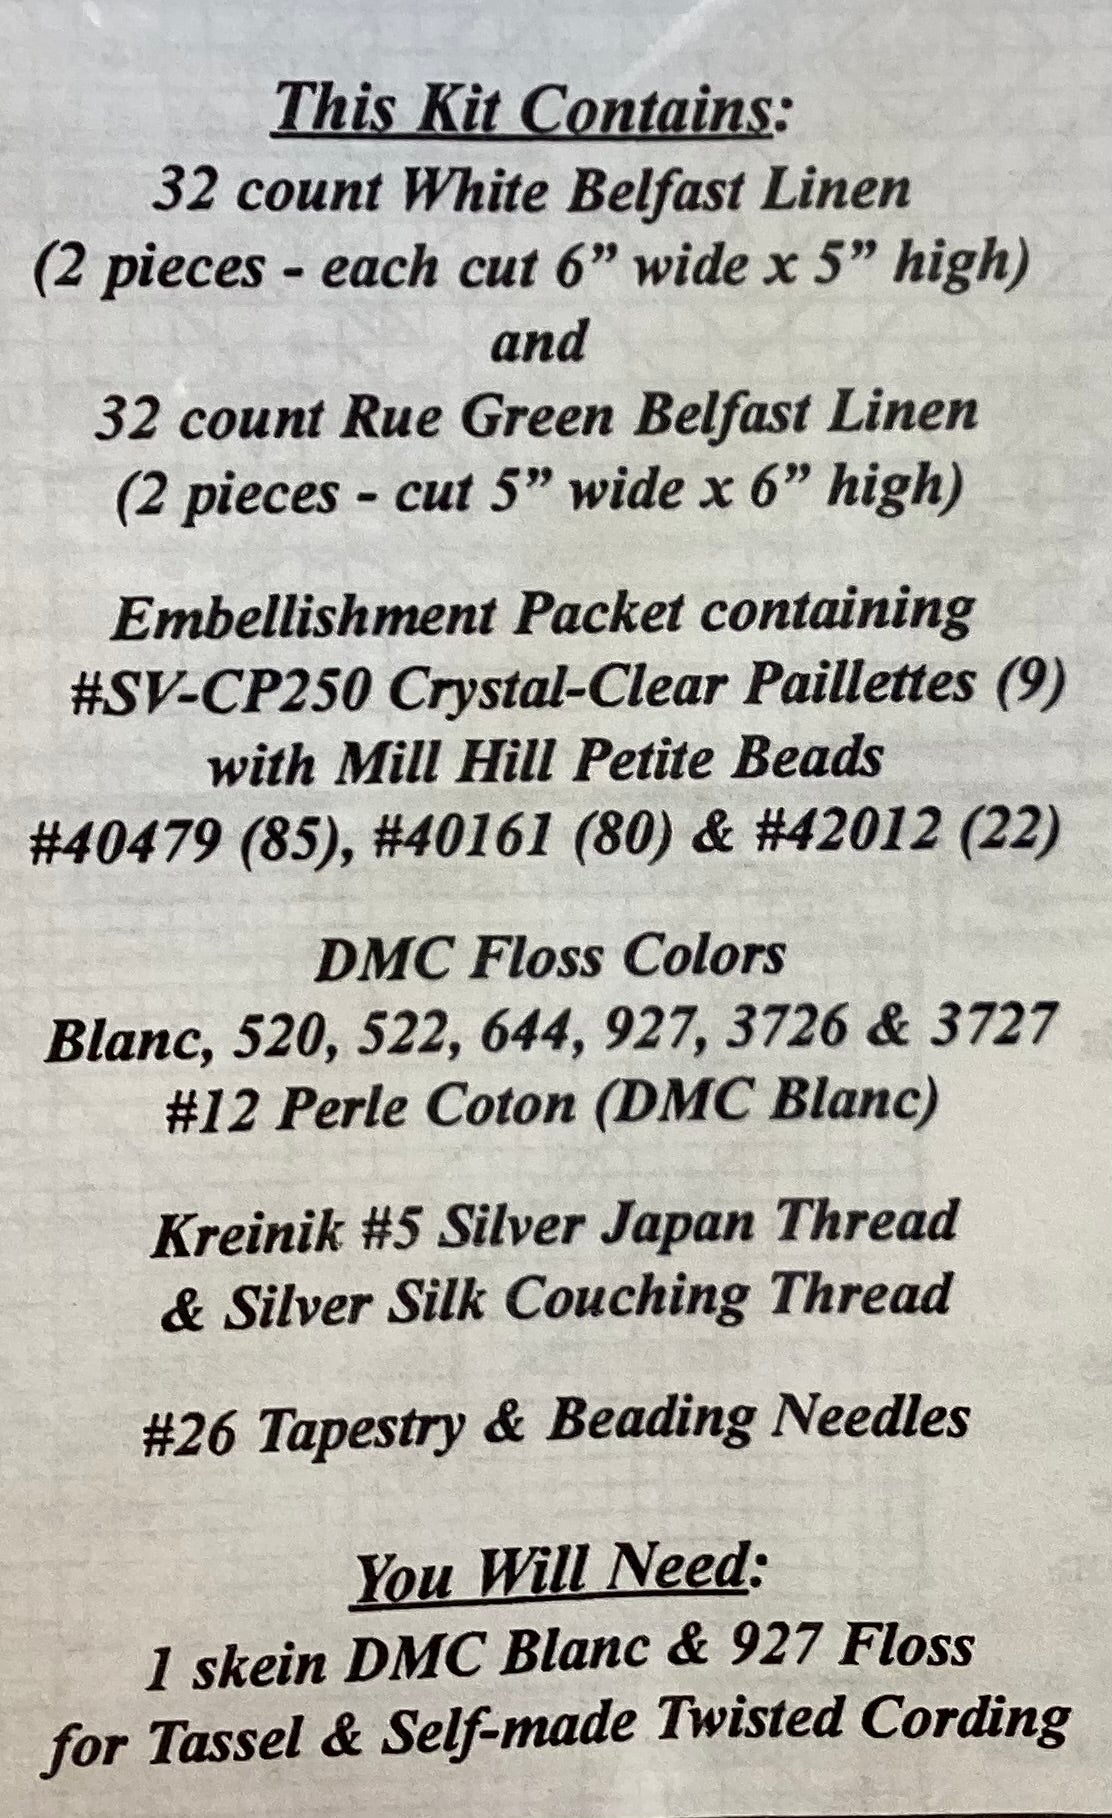 This Kit Contains:
32 count White Belfast Linen
(2 pieces - each cut 6” wide x 5” high)
and
32 count Rue Green Belfast Linen
(2 pieces - cut 5” wide x 6” high)
Embellishment Packet containing
#SV-CP250 Crystal-Clear Paillettes (9)
with Mill Hill Petite Beads
#40479 (85), #40161 (80) & #42012 (22)
DMC Floss Colors
Blanc, 520, 522, 644, 927, 3726 & 3727
#12 Perle Coton (DMC Blanc)
Kreinik #5 Silver Japan Thread
& Silver Silk Couching Thread
#26 Tapestry & Beading Needles
You Will Need:
1 skein DMC Blanc & 927 Floss
for Tassel & Self-made Twisted Cording